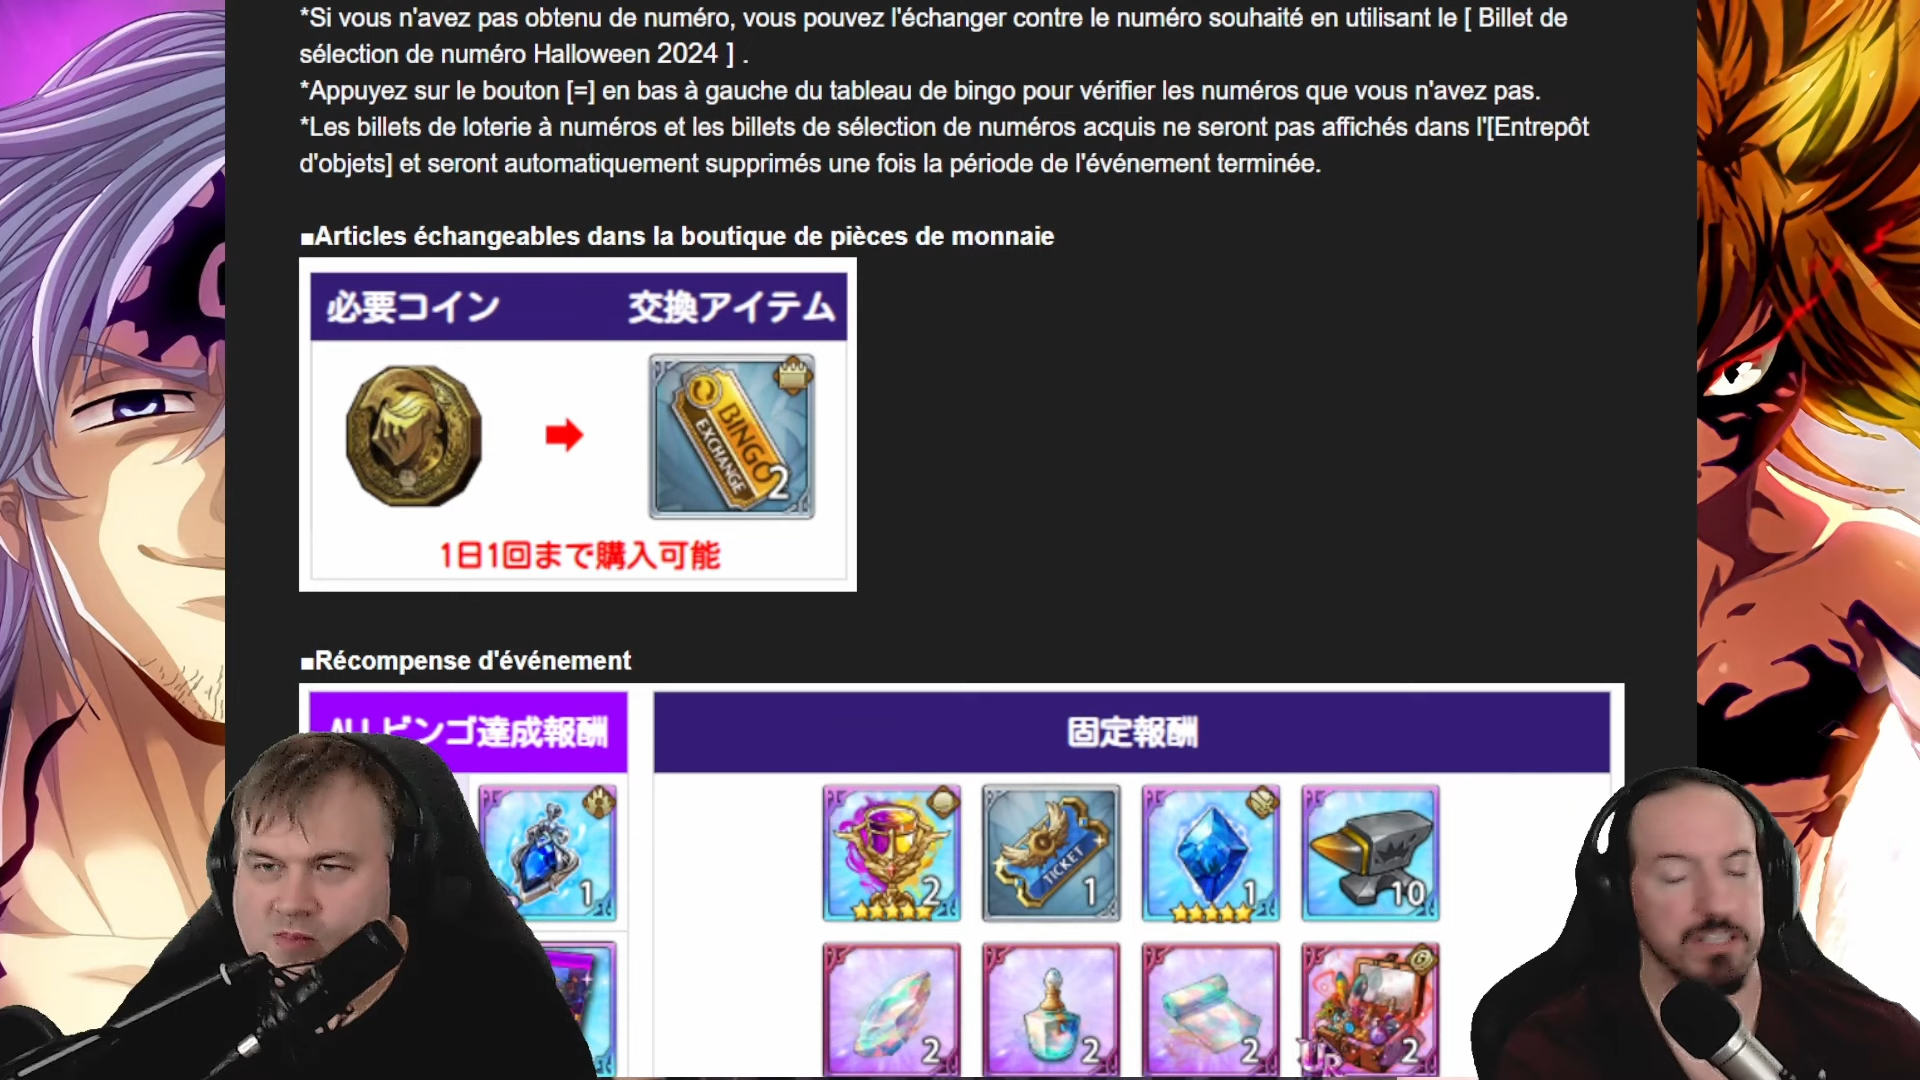 *Si vous n'avez pas obtenu de numéro, vous pouvez l'échanger contre le numéro souhaité en utilisant le [ Billet de
sélection de numéro Halloween 2024 ] .
*Appuyez sur le bouton [=] en bas à gauche du tableau de bingo pour vérifier les numéros que vous n'avez pas.
*Les billets de loterie à numéros et les billets de sélection de numéros acquis ne seront pas affichés dans l'[Entrepôt
d'objets] et seront automatiquement supprimés une fois la période de l'événement terminée.
■Articles échangeables dans la boutique de pièces de monnaie
必要コイン 交換アイテム
BINGO
EXCHANGE
2
1日1回まで購入可能
■Récompense d'événement
ALLビンゴ達成報酬 固定報酬
1 2 TICKET 1 1 10
2 2 2 UR 2